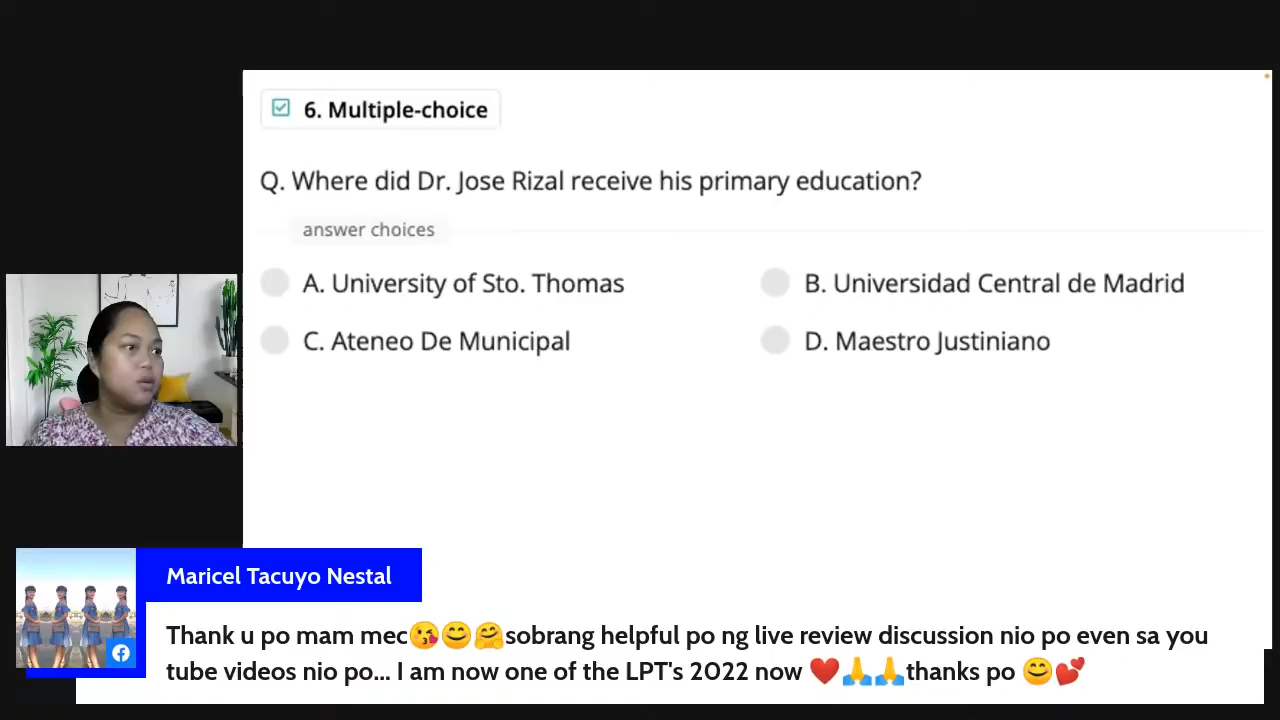 6. Multiple-choice
Q. Where did Dr. Jose Rizal receive his primary education?
answer choices
A. University of Sto. Thomas
B. Universidad Central de Madrid
C. Ateneo De Municipal
D. Maestro Justiniano
Maricel Tacuyo Nestal
Thank u po mam mec😘😊🤗sobrang helpful po ng live review discussion nio po even sa you
tube videos nio po... I am now one of the LPT's 2022 now ❤️🙏🙏thanks po 😊💕